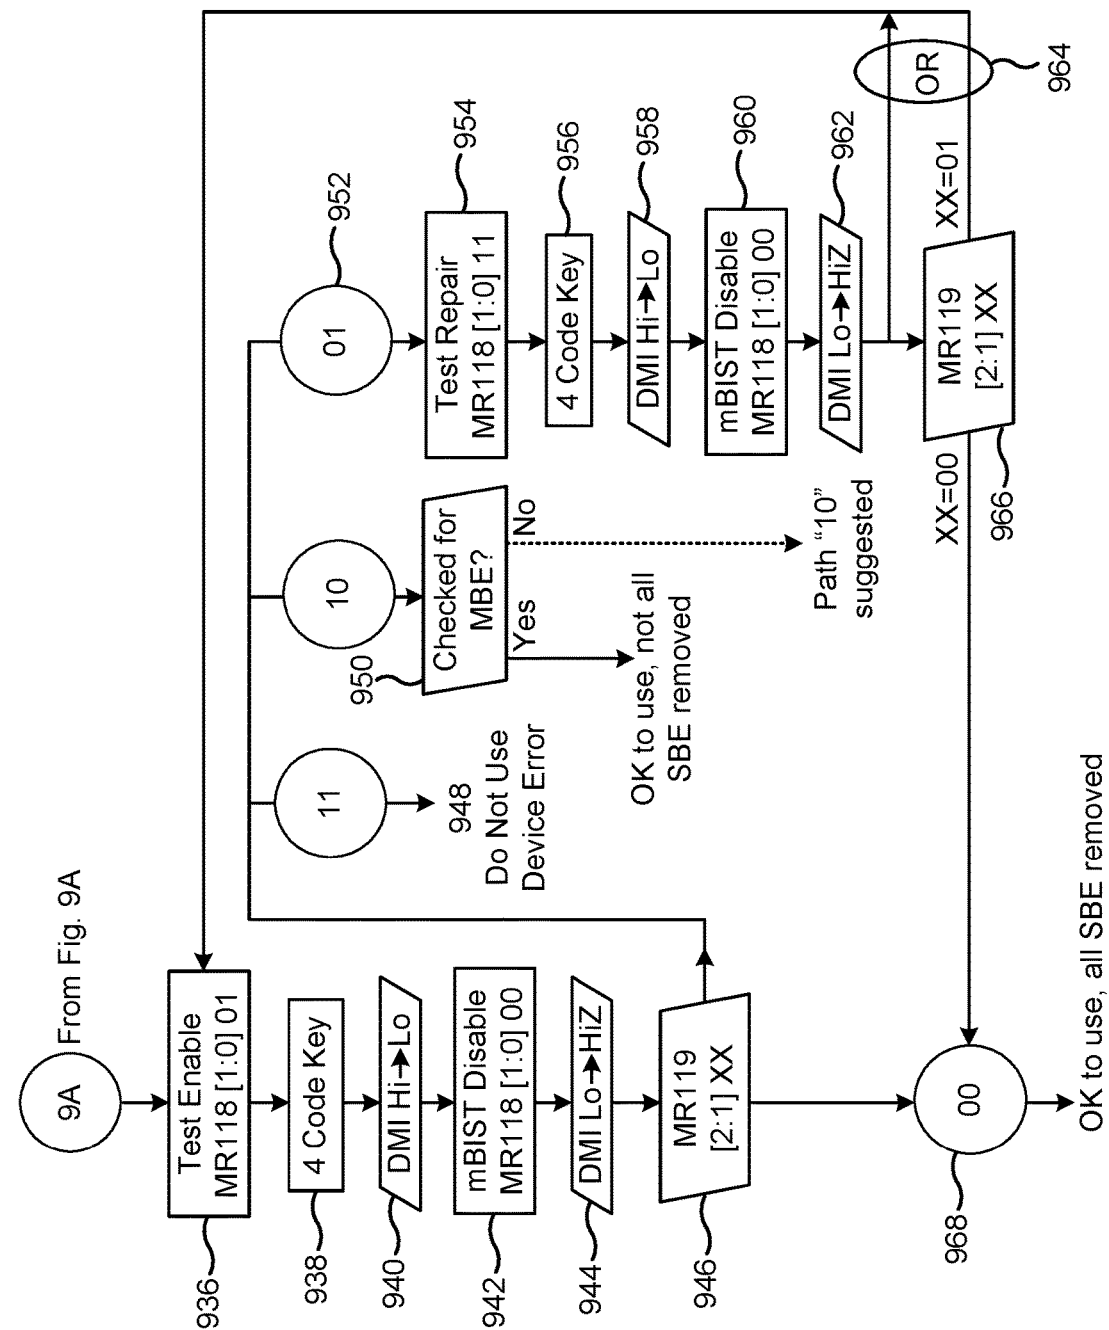 9A
From Fig. 9A
Test Enable
MR118 [1:0] 01
936
4 Code Key
938
DMI Hi→Lo
940
mBIST Disable
MR118 [1:0] 00
942
DMI Lo→HiZ
944
MR119
[2:1] XX
946
11
948
Do Not Use
Device Error
10
Checked for
MBE?
950
Yes
No
OK to use, not all
SBE removed
Path “10”
suggested
01
952
Test Repair
MR118 [1:0] 11
954
4 Code Key
956
DMI Hi→Lo
958
mBIST Disable
MR118 [1:0] 00
960
DMI Lo→HiZ
962
OR
964
MR119
[2:1] XX
966
XX=00
XX=01
00
968
OK to use, all SBE removed